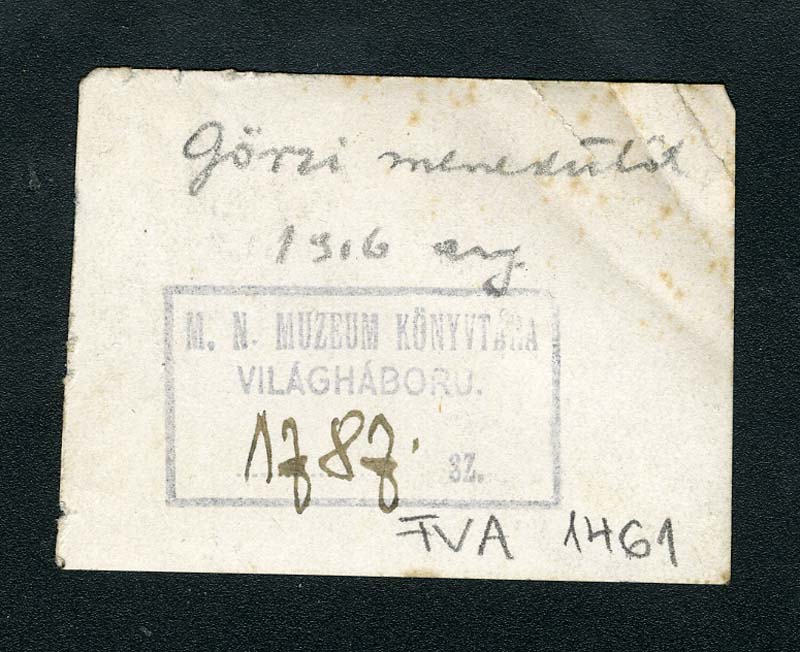 Görzi menekülők
1916 aug.
M. N. MUZEUM KÖNYVTÁRA
VILÁGHÁBORU.
1787. SZ.
FVA 1461